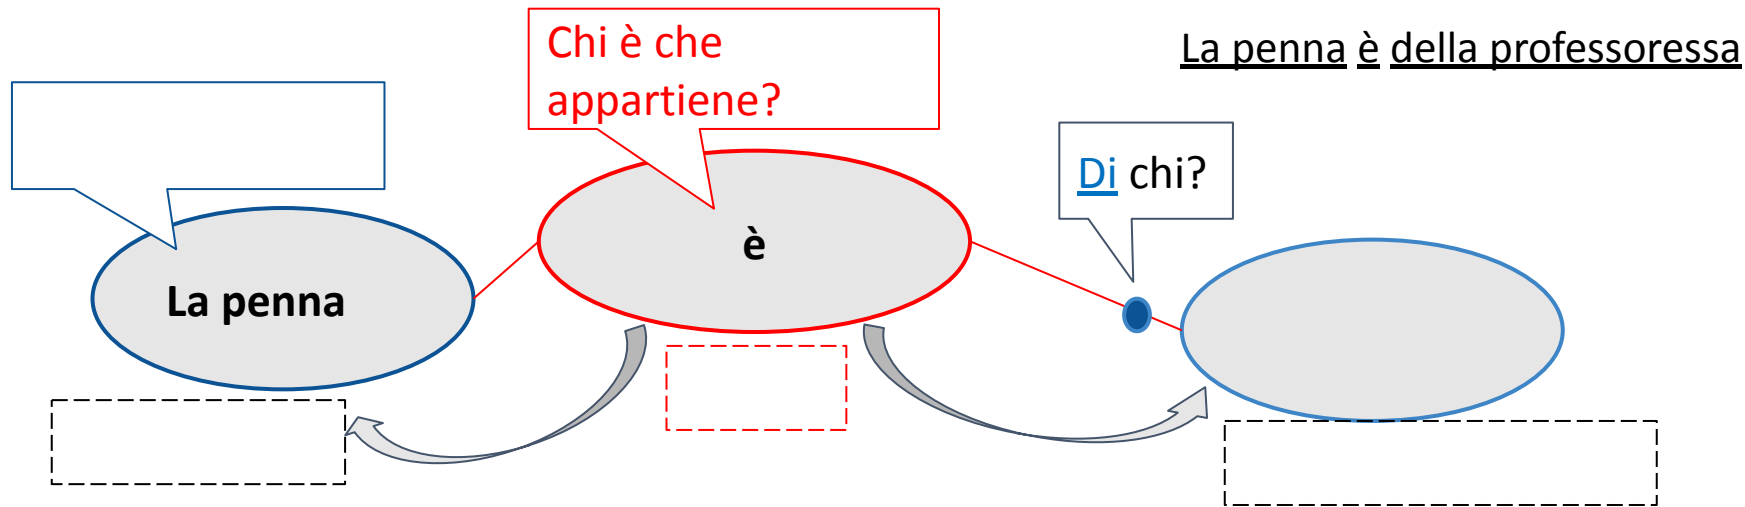 Chi è che
appartiene?
La penna è della professoressa
Di chi?
è
La penna